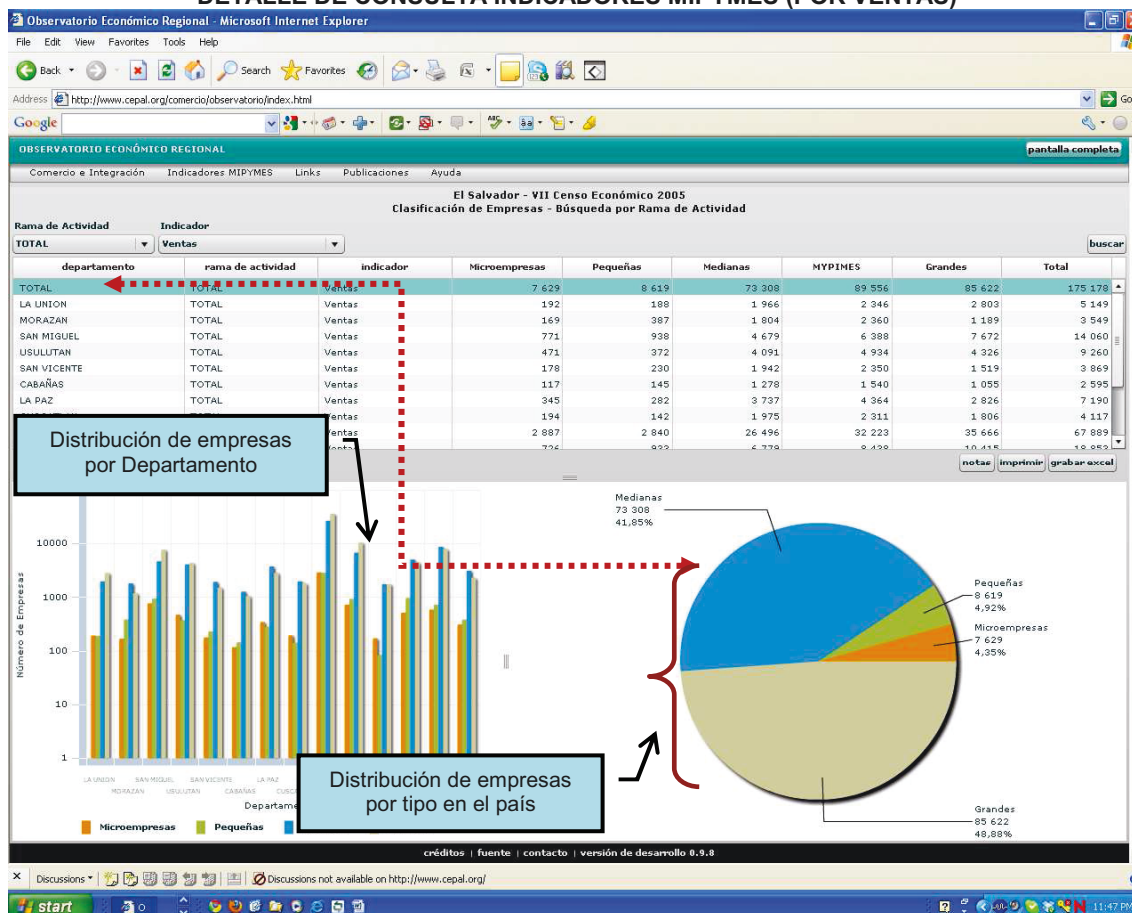 DETALLE DE CONSULTA INDICADORES MIPYMES (POR VENTAS)
Observatorio Económico Regional - Microsoft Internet Explorer
File Edit View Favorites Tools Help
Back Search Favorites
Address http://www.cepal.org/comercio/observatorio/index.html Go
Google
OBSERVATORIO ECONÓMICO REGIONAL pantalla completa
Comercio e Integración Indicadores MIPYMES Links Publicaciones Ayuda
El Salvador - VII Censo Económico 2005
Clasificación de Empresas - Búsqueda por Rama de Actividad
Rama de Actividad Indicador
TOTAL Ventas buscar
departamento rama de actividad indicador Microempresas Pequeñas Medianas MYPIMES Grandes Total
TOTAL TOTAL Ventas 7 629 8 619 73 308 89 556 85 622 175 178
LA UNION TOTAL Ventas 192 188 1 966 2 346 2 803 5 149
MORAZAN TOTAL Ventas 169 387 1 804 2 360 1 189 3 549
SAN MIGUEL TOTAL Ventas 771 938 4 679 6 388 7 672 14 060
USULUTAN TOTAL Ventas 471 372 4 091 4 934 4 326 9 260
SAN VICENTE TOTAL Ventas 178 230 1 942 2 350 1 519 3 869
CABAÑAS TOTAL Ventas 117 145 1 278 1 540 1 055 2 595
LA PAZ TOTAL Ventas 345 282 3 737 4 364 2 826 7 190
Ventas 194 142 1 975 2 311 1 806 4 117
Ventas 2 887 2 840 26 496 32 223 35 666 67 889
Distribución de empresas
por Departamento
notas imprimir grabar excel
Medianas
73 308
41,85%
10000
1000
100
10
1
Número de Empresas
Pequeñas
8 619
4,92%
Microempresas
7 629
4,35%
LA UNION SAN MIGUEL SAN VICENTE LA PAZ
MORAZAN USULUTAN CABAÑAS
Distribución de empresas
por tipo en el país
Grandes
85 622
48,88%
Microempresas Pequeñas
créditos | fuente | contacto | versión de desarrollo 0.9.8
Discussions Discussions not available on http://www.cepal.org/
start 11:47 PM